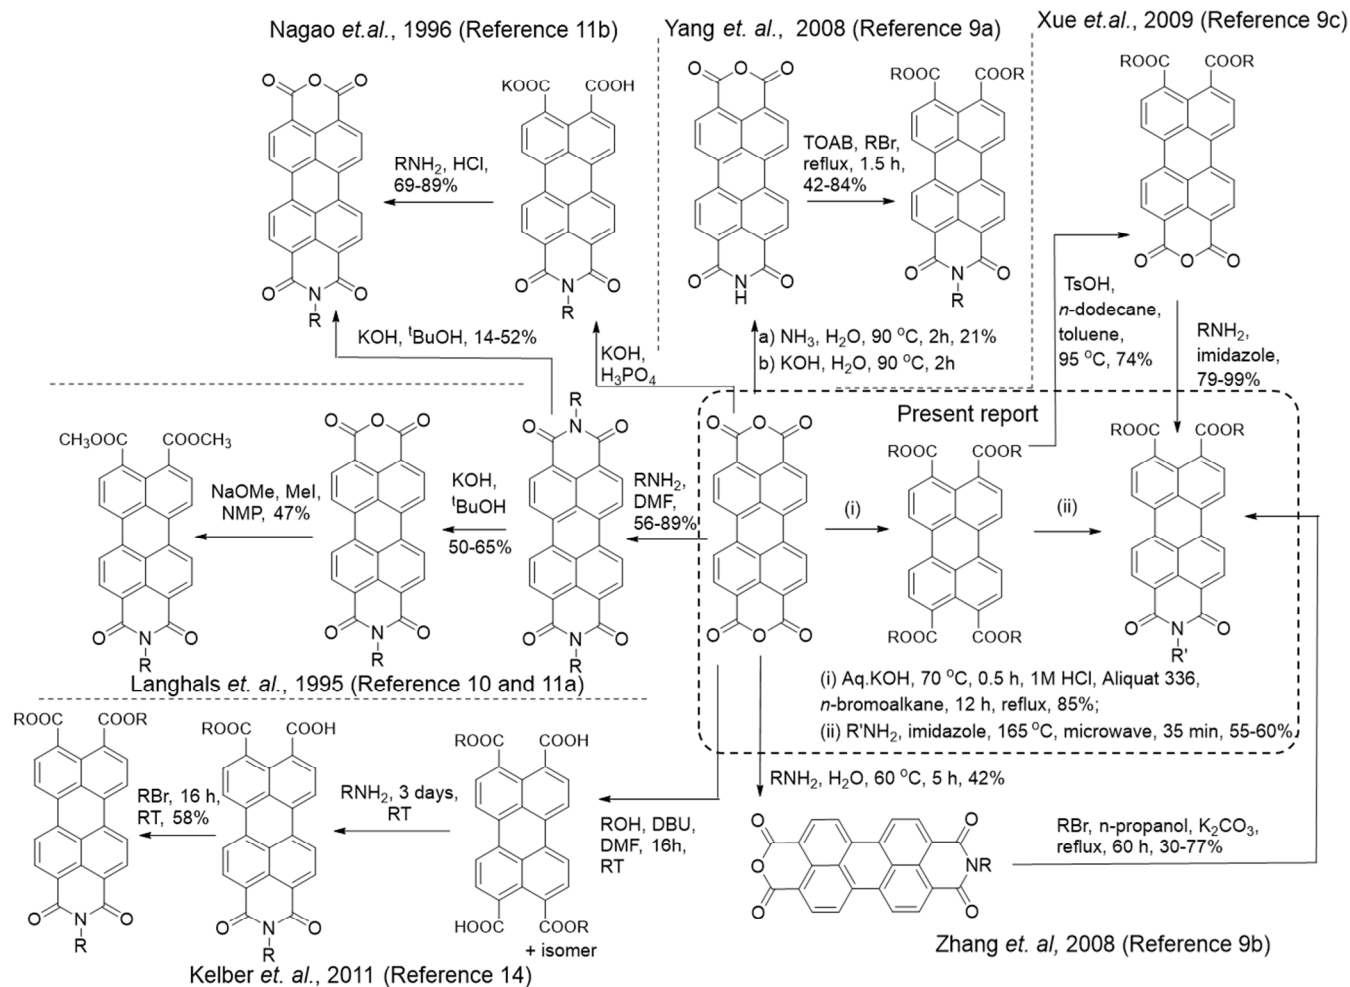 Nagao et.al., 1996 (Reference 11b)
Yang et. al., 2008 (Reference 9a)
Xue et.al., 2009 (Reference 9c)
O O O
KOOC COOH
RNH₂, HCl,
69-89%
O N O
R
O N O
R
O O O
ROOC COOR
TOAB, RBr,
reflux, 1.5 h,
42-84%
O N O
H
O N O
R
ROOC COOR
O O O
TsOH,
n-dodecane,
toluene,
95 °C, 74%
RNH₂,
imidazole,
79-99%
KOH, ᵗBuOH, 14-52%
KOH,
H₃PO₄
a) NH₃, H₂O, 90 °C, 2h, 21%
b) KOH, H₂O, 90 °C, 2h
Present report
CH₃OOC COOCH₃
NaOMe, MeI,
NMP, 47%
O N O
R
O O O
KOH,
ᵗBuOH
50-65%
O N O
R
R
O N O
RNH₂,
DMF,
56-89%
O N O
R
O O O
(i)
O O O
ROOC COOR
(ii)
ROOC COOR
ROOC COOR
O N O
R'
Langhals et. al., 1995 (Reference 10 and 11a)
(i) Aq.KOH, 70 °C, 0.5 h, 1M HCl, Aliquat 336,
n-bromoalkane, 12 h, reflux, 85%;
(ii) R'NH₂, imidazole, 165 °C, microwave, 35 min, 55-60%
ROOC COOR
RBr, 16 h,
RT, 58%
O N O
R
ROOC COOH
RNH₂, 3 days,
RT
O N O
R
ROOC COOH
ROH, DBU,
DMF, 16h,
RT
HOOC COOR
+ isomer
RNH₂, H₂O, 60 °C, 5 h, 42%
O O
O NR
O O
RBr, n-propanol, K₂CO₃,
reflux, 60 h, 30-77%
Zhang et. al, 2008 (Reference 9b)
Kelber et. al., 2011 (Reference 14)